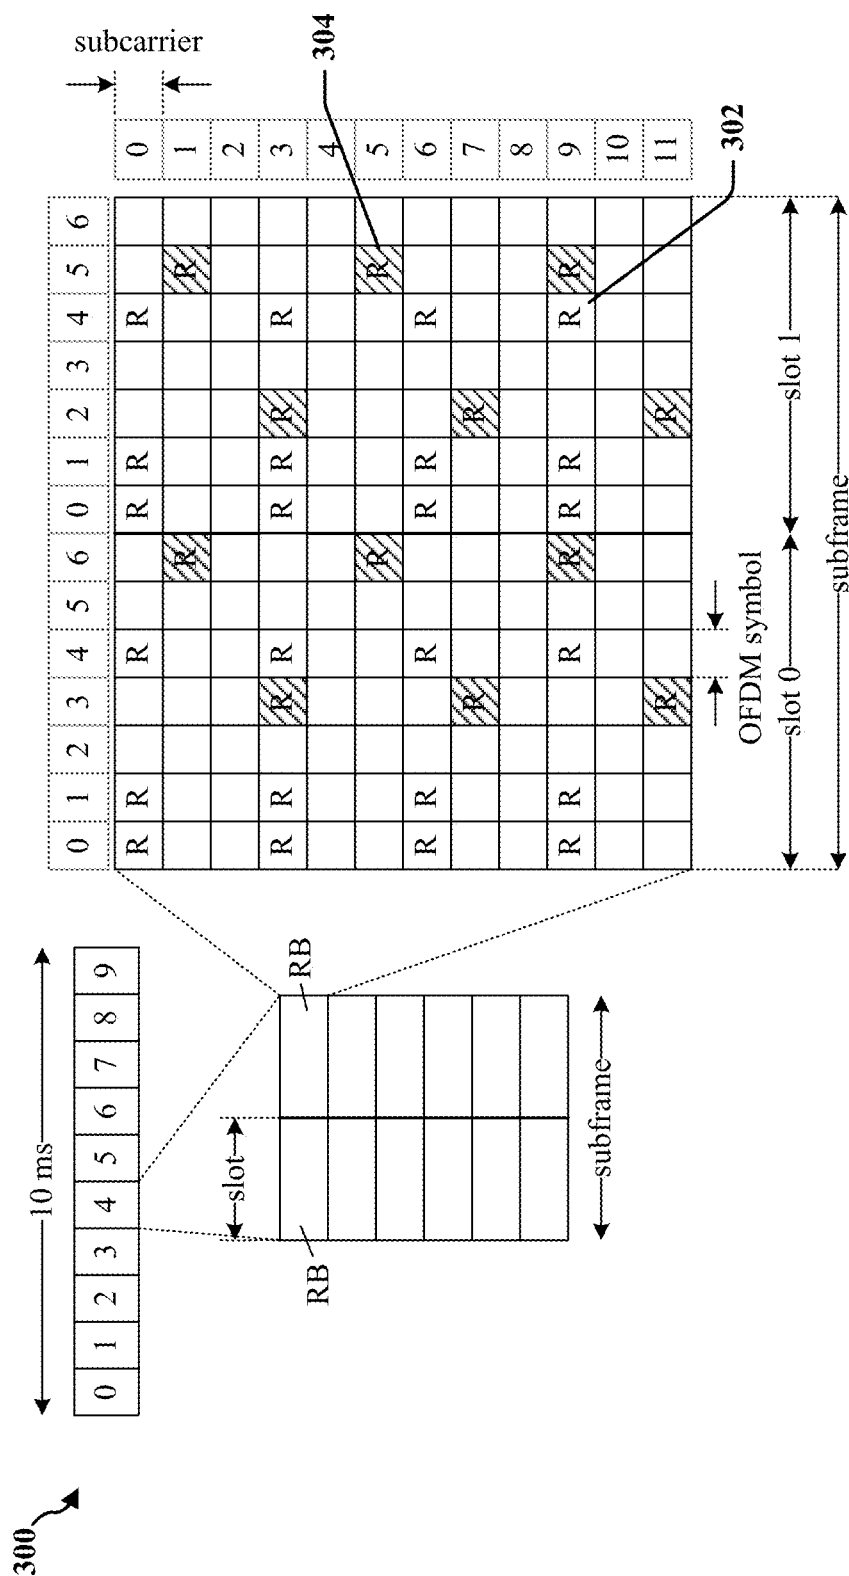 300
10 ms
0 1 2 3 4 5 6 7 8 9
0 1 2 3 4 5 6 0 1 2 3 4 5 6
subcarrier
R R R R R R 0
R R 1
2
R R R R R R R R 3
4
R R 5
R R R R R R 6
R R 7
8
R R R R R R R R 9
10
R R 11
304
302
slot
RB
RB
subframe
OFDM symbol
slot 0
slot 1
subframe